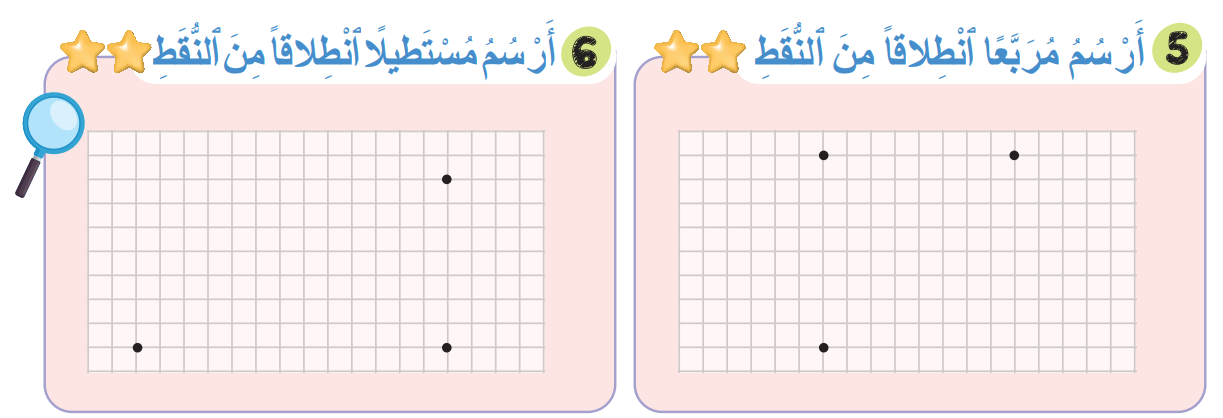 5 أَرْسُمُ مُرَبَّعًا ٱنْطِلاقاً مِنَ ٱلنُّقَطِ
6 أَرْسُمُ مُسْتَطيلًا ٱنْطِلاقاً مِنَ ٱلنُّقَطِ